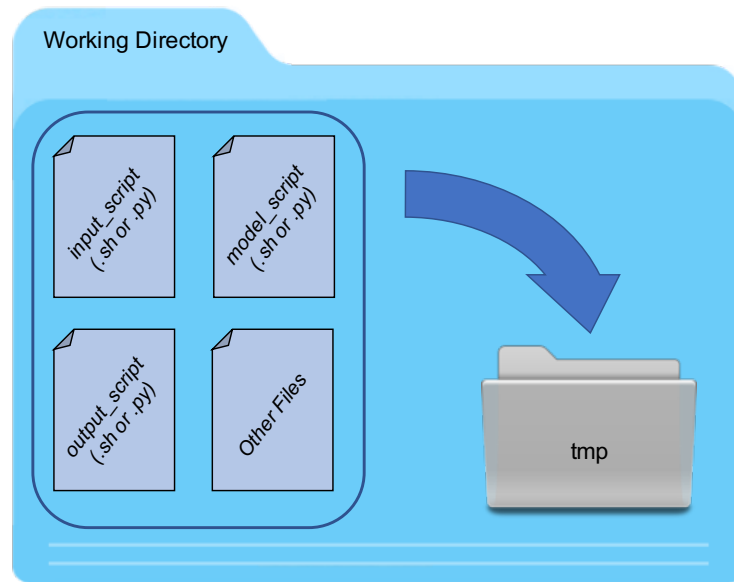 Working Directory
input_script
(.sh or .py)
model_script
(.sh or .py)
output_script
(.sh or .py)
Other Files
tmp